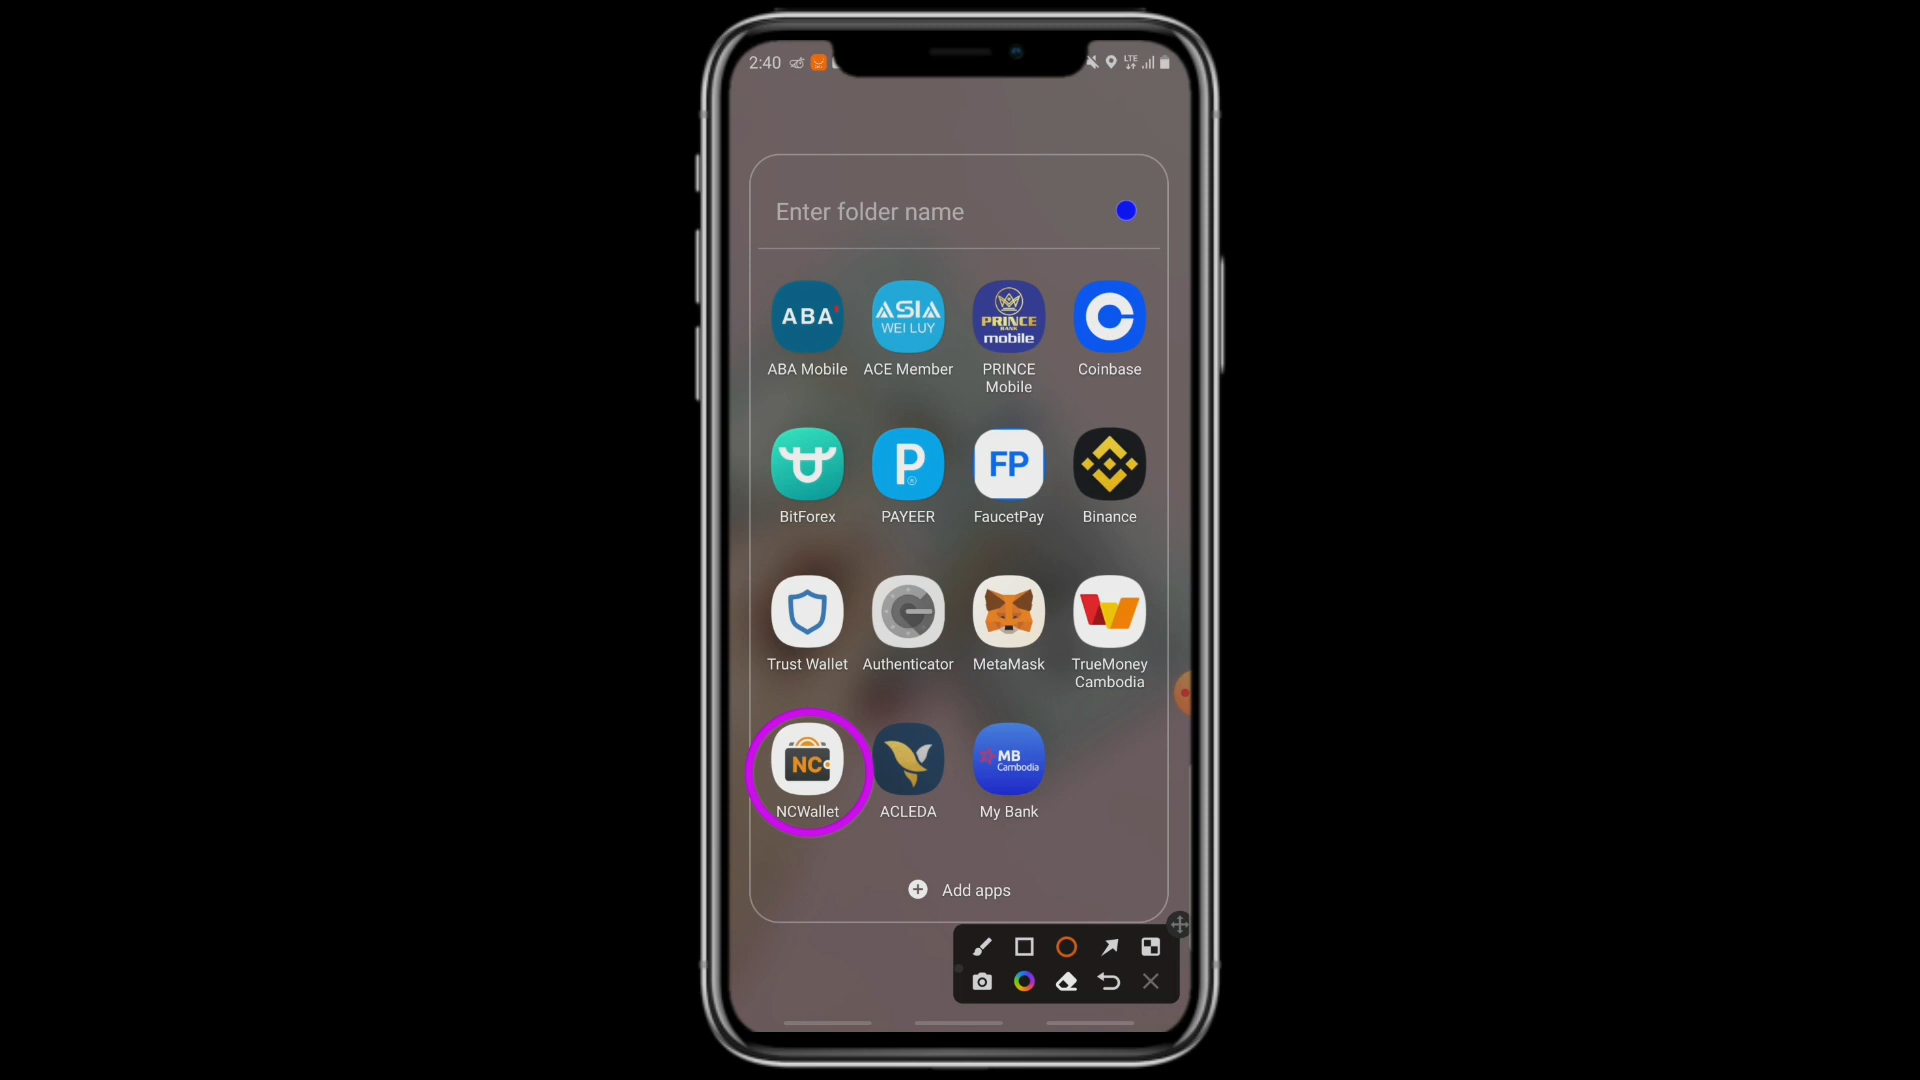 2:40
LTE
Enter folder name
ABA'
ASIA
WEI LUY
PRINCE
BANK
mobile
ABA Mobile
ACE Member
PRINCE
Mobile
Coinbase
P
®
FP
BitForex
PAYEER
FaucetPay
Binance
Trust Wallet
Authenticator
MetaMask
TrueMoney
Cambodia
NC
MB
Cambodia
NCWallet
ACLEDA
My Bank
Add apps